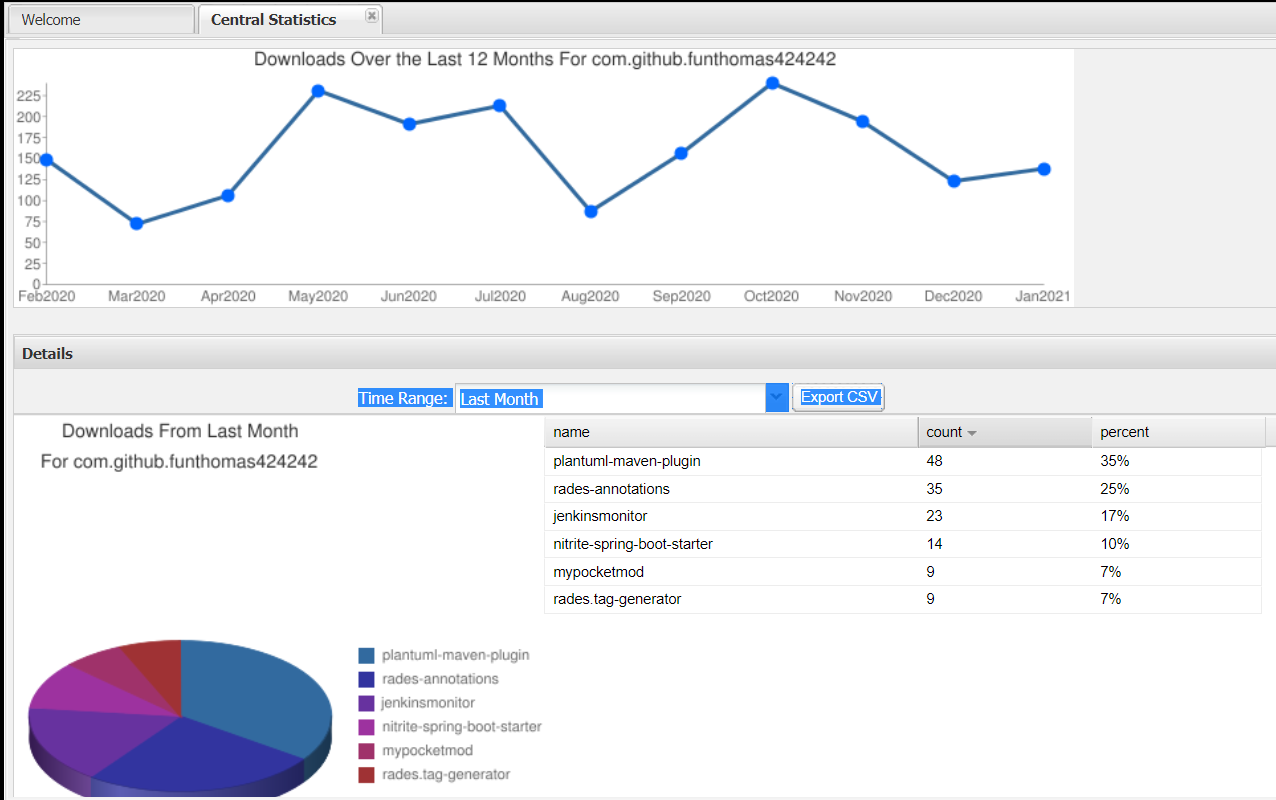 Welcome
Central Statistics
Downloads Over the Last 12 Months For com.github.funthomas424242
225
200
175
150
125
100
75
50
25
0
Feb2020 Mar2020 Apr2020 May2020 Jun2020 Jul2020 Aug2020 Sep2020 Oct2020 Nov2020 Dec2020 Jan2021
Details
Time Range: Last Month Export CSV
Downloads From Last Month
For com.github.funthomas424242
name count percent
plantuml-maven-plugin 48 35%
rades-annotations 35 25%
jenkinsmonitor 23 17%
nitrite-spring-boot-starter 14 10%
mypocketmod 9 7%
rades.tag-generator 9 7%
plantuml-maven-plugin
rades-annotations
jenkinsmonitor
nitrite-spring-boot-starter
mypocketmod
rades.tag-generator